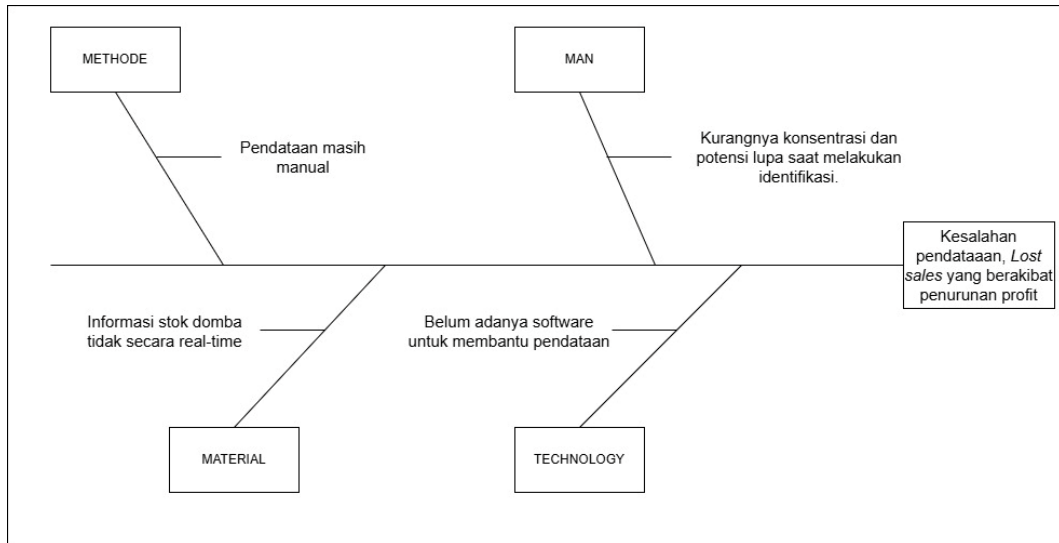 METHODE
MAN
Pendataan masih
manual
Kurangnya konsentrasi dan
potensi lupa saat melakukan
identifikasi.
Kesalahan
pendataaan, Lost
sales yang berakibat
penurunan profit
Informasi stok domba
tidak secara real-time
Belum adanya software
untuk membantu pendataan
MATERIAL
TECHNOLOGY